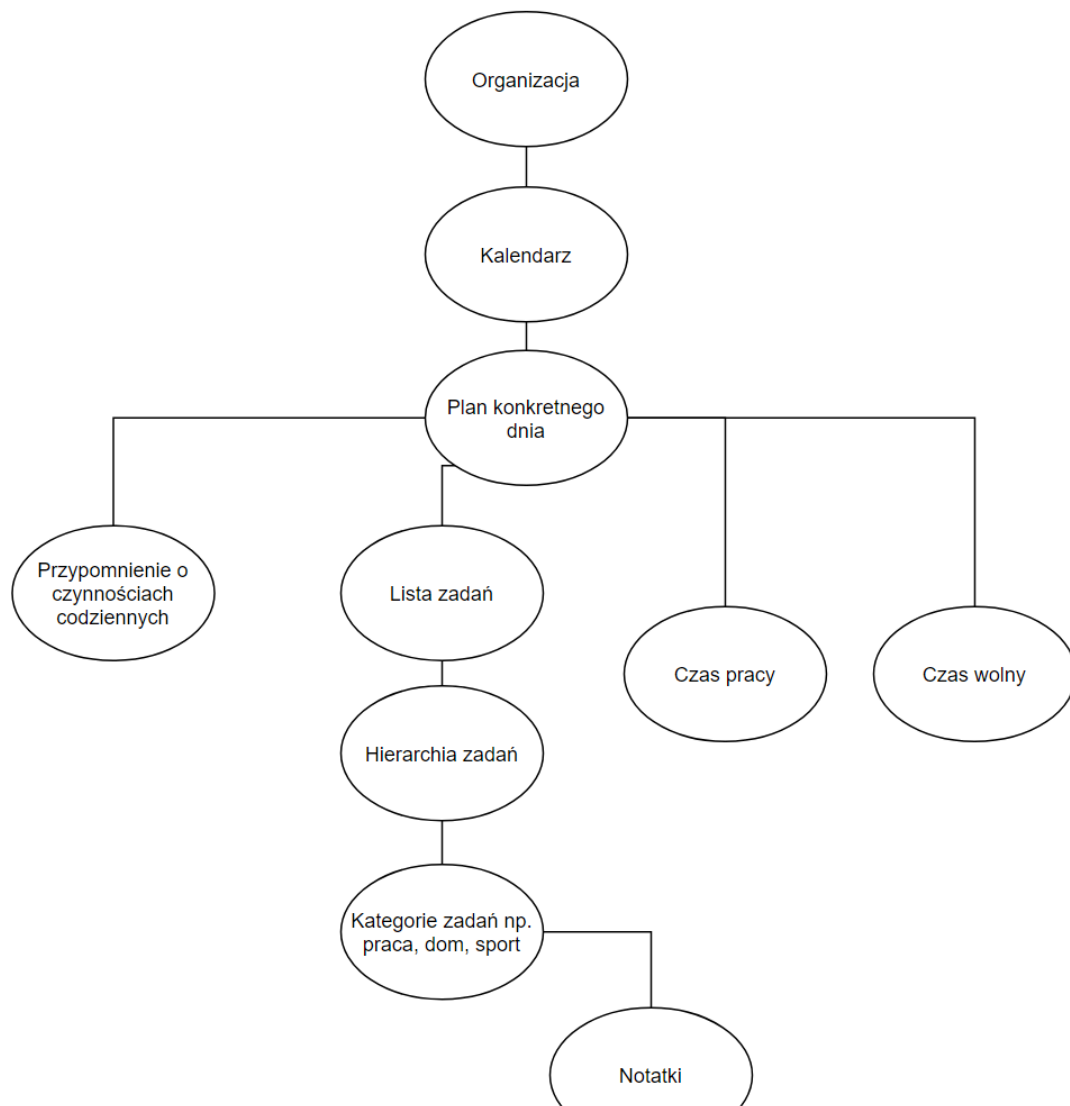 Organizacja
Kalendarz
Plan konkretnego
dnia
Przypomnienie o
czynnościach
codziennych
Lista zadań
Czas pracy
Czas wolny
Hierarchia zadań
Kategorie zadań np.
praca, dom, sport
Notatki